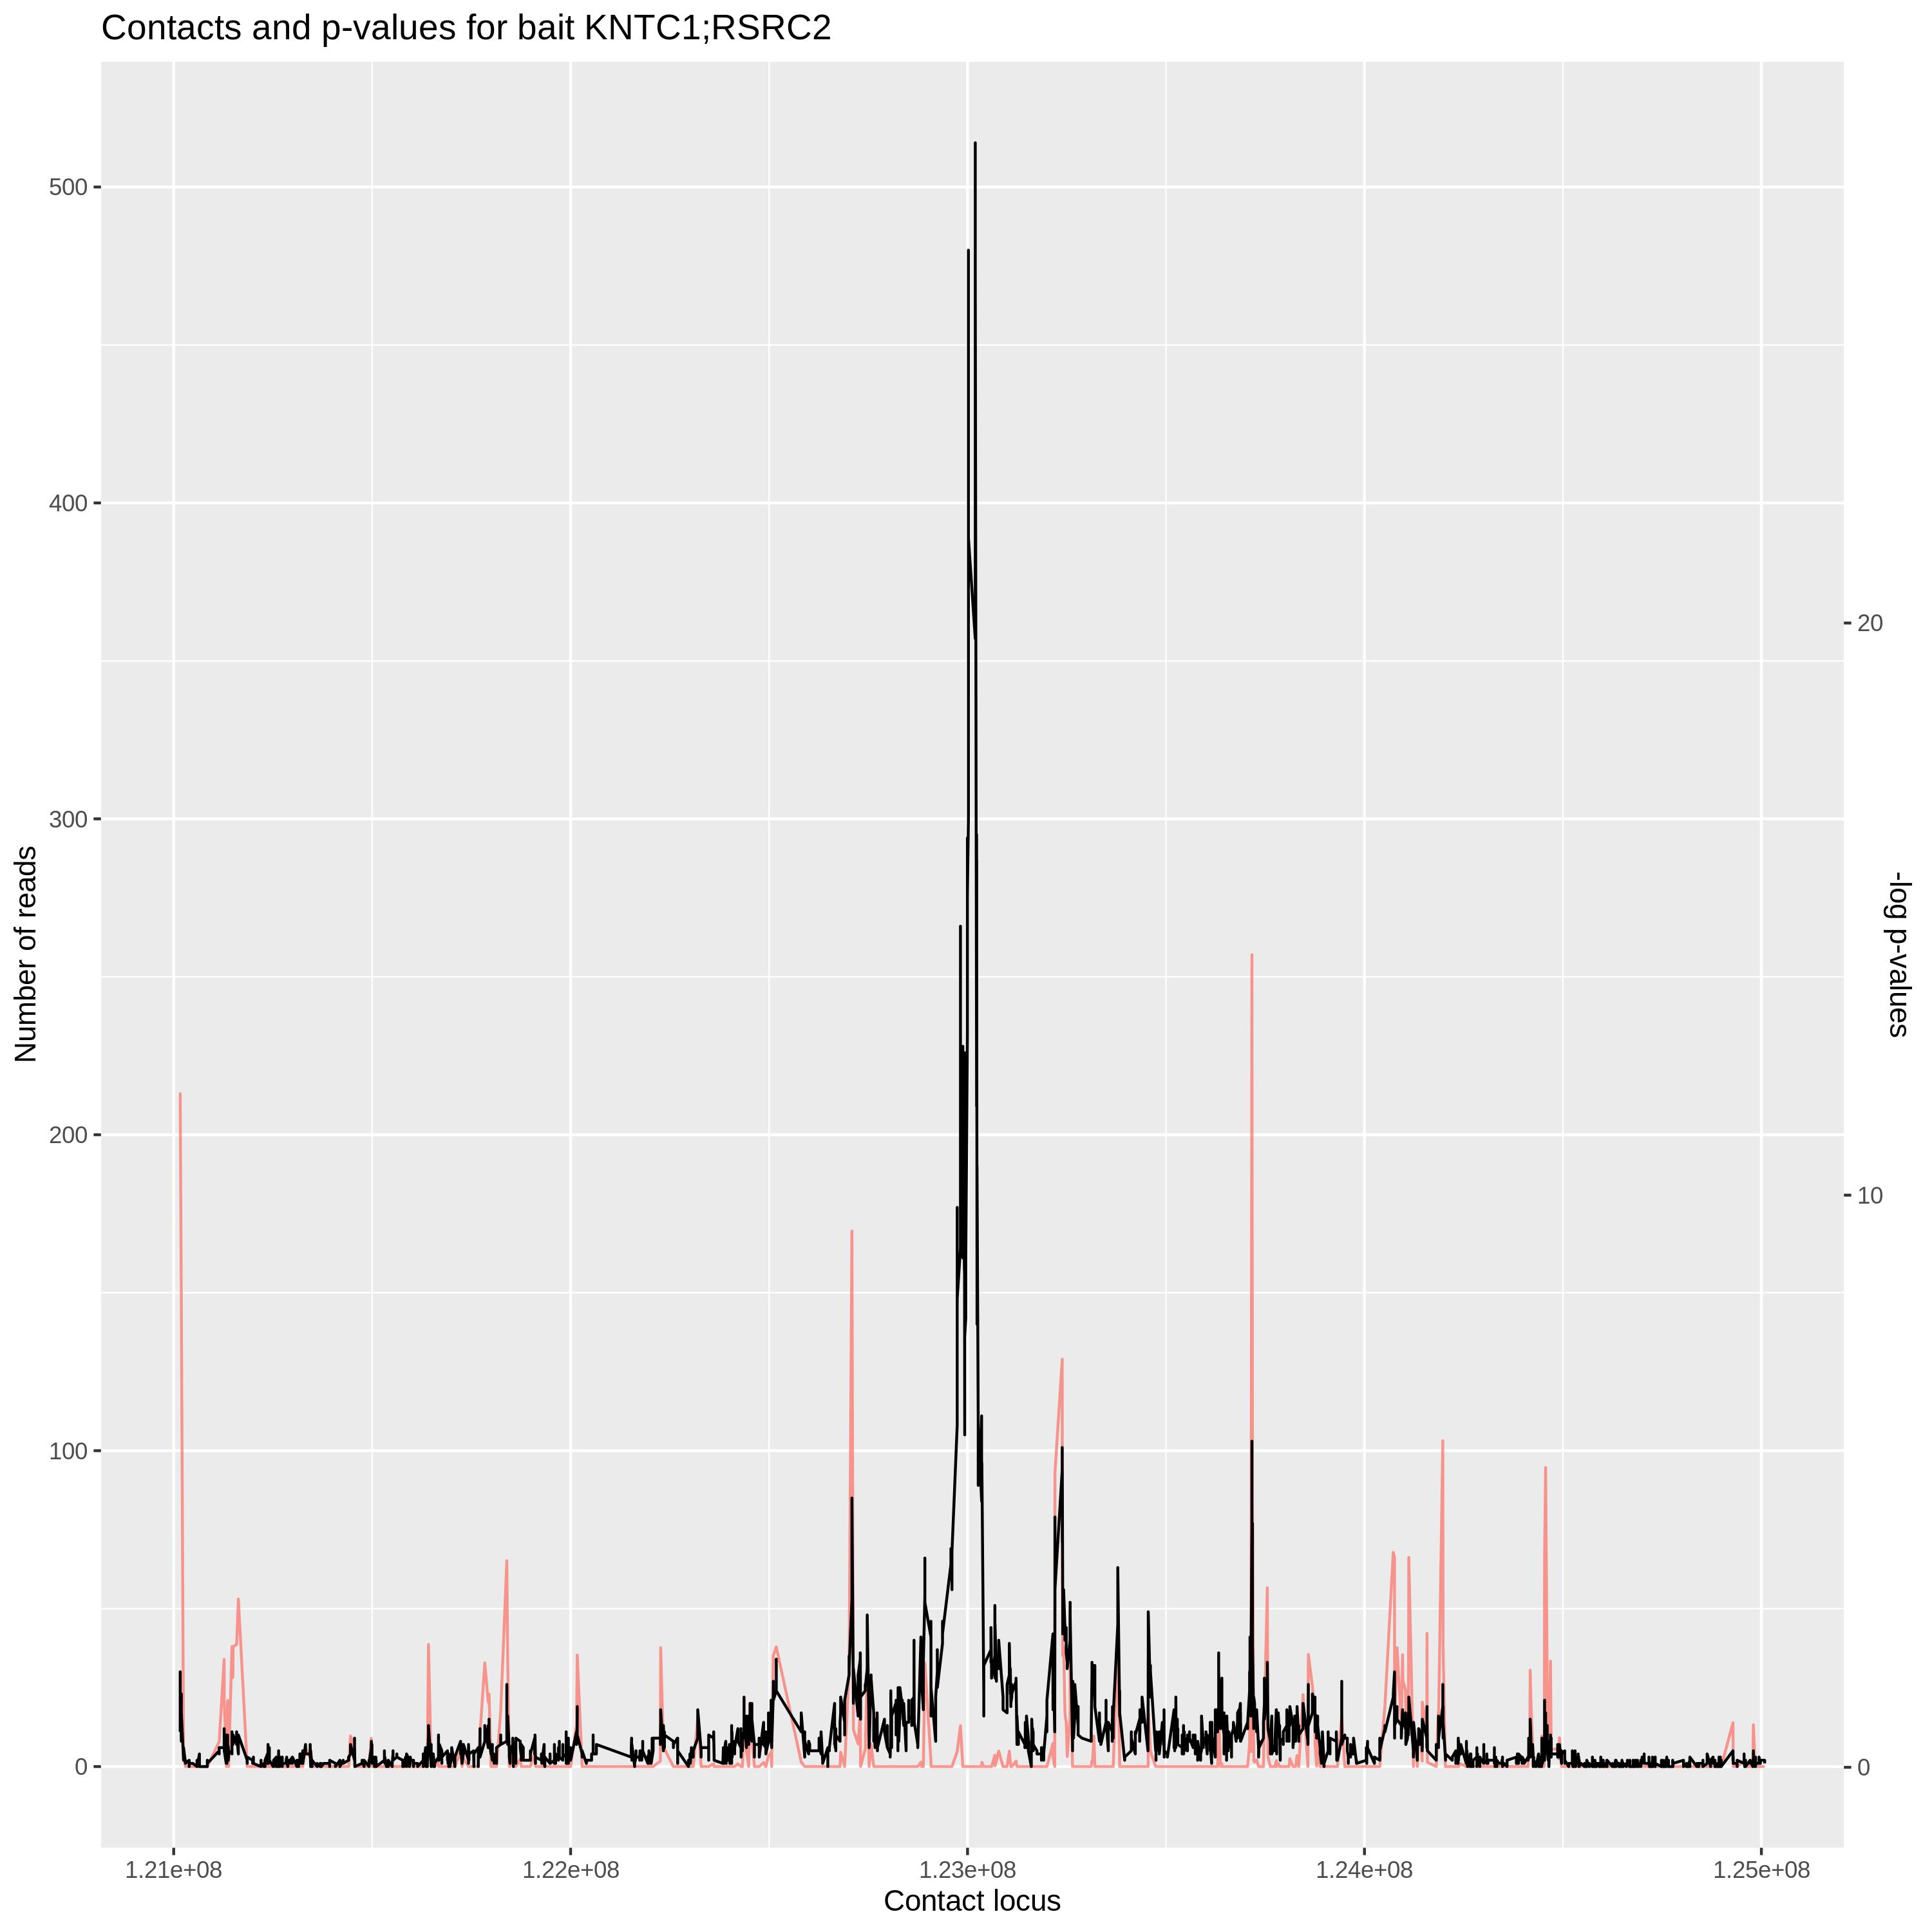 Contacts and p-values for bait KNTC1;RSRC2
500
400
300
200
100
0
Number of reads
20
10
0
-log p-values
1.21e+08
1.22e+08
1.23e+08
1.24e+08
1.25e+08
Contact locus